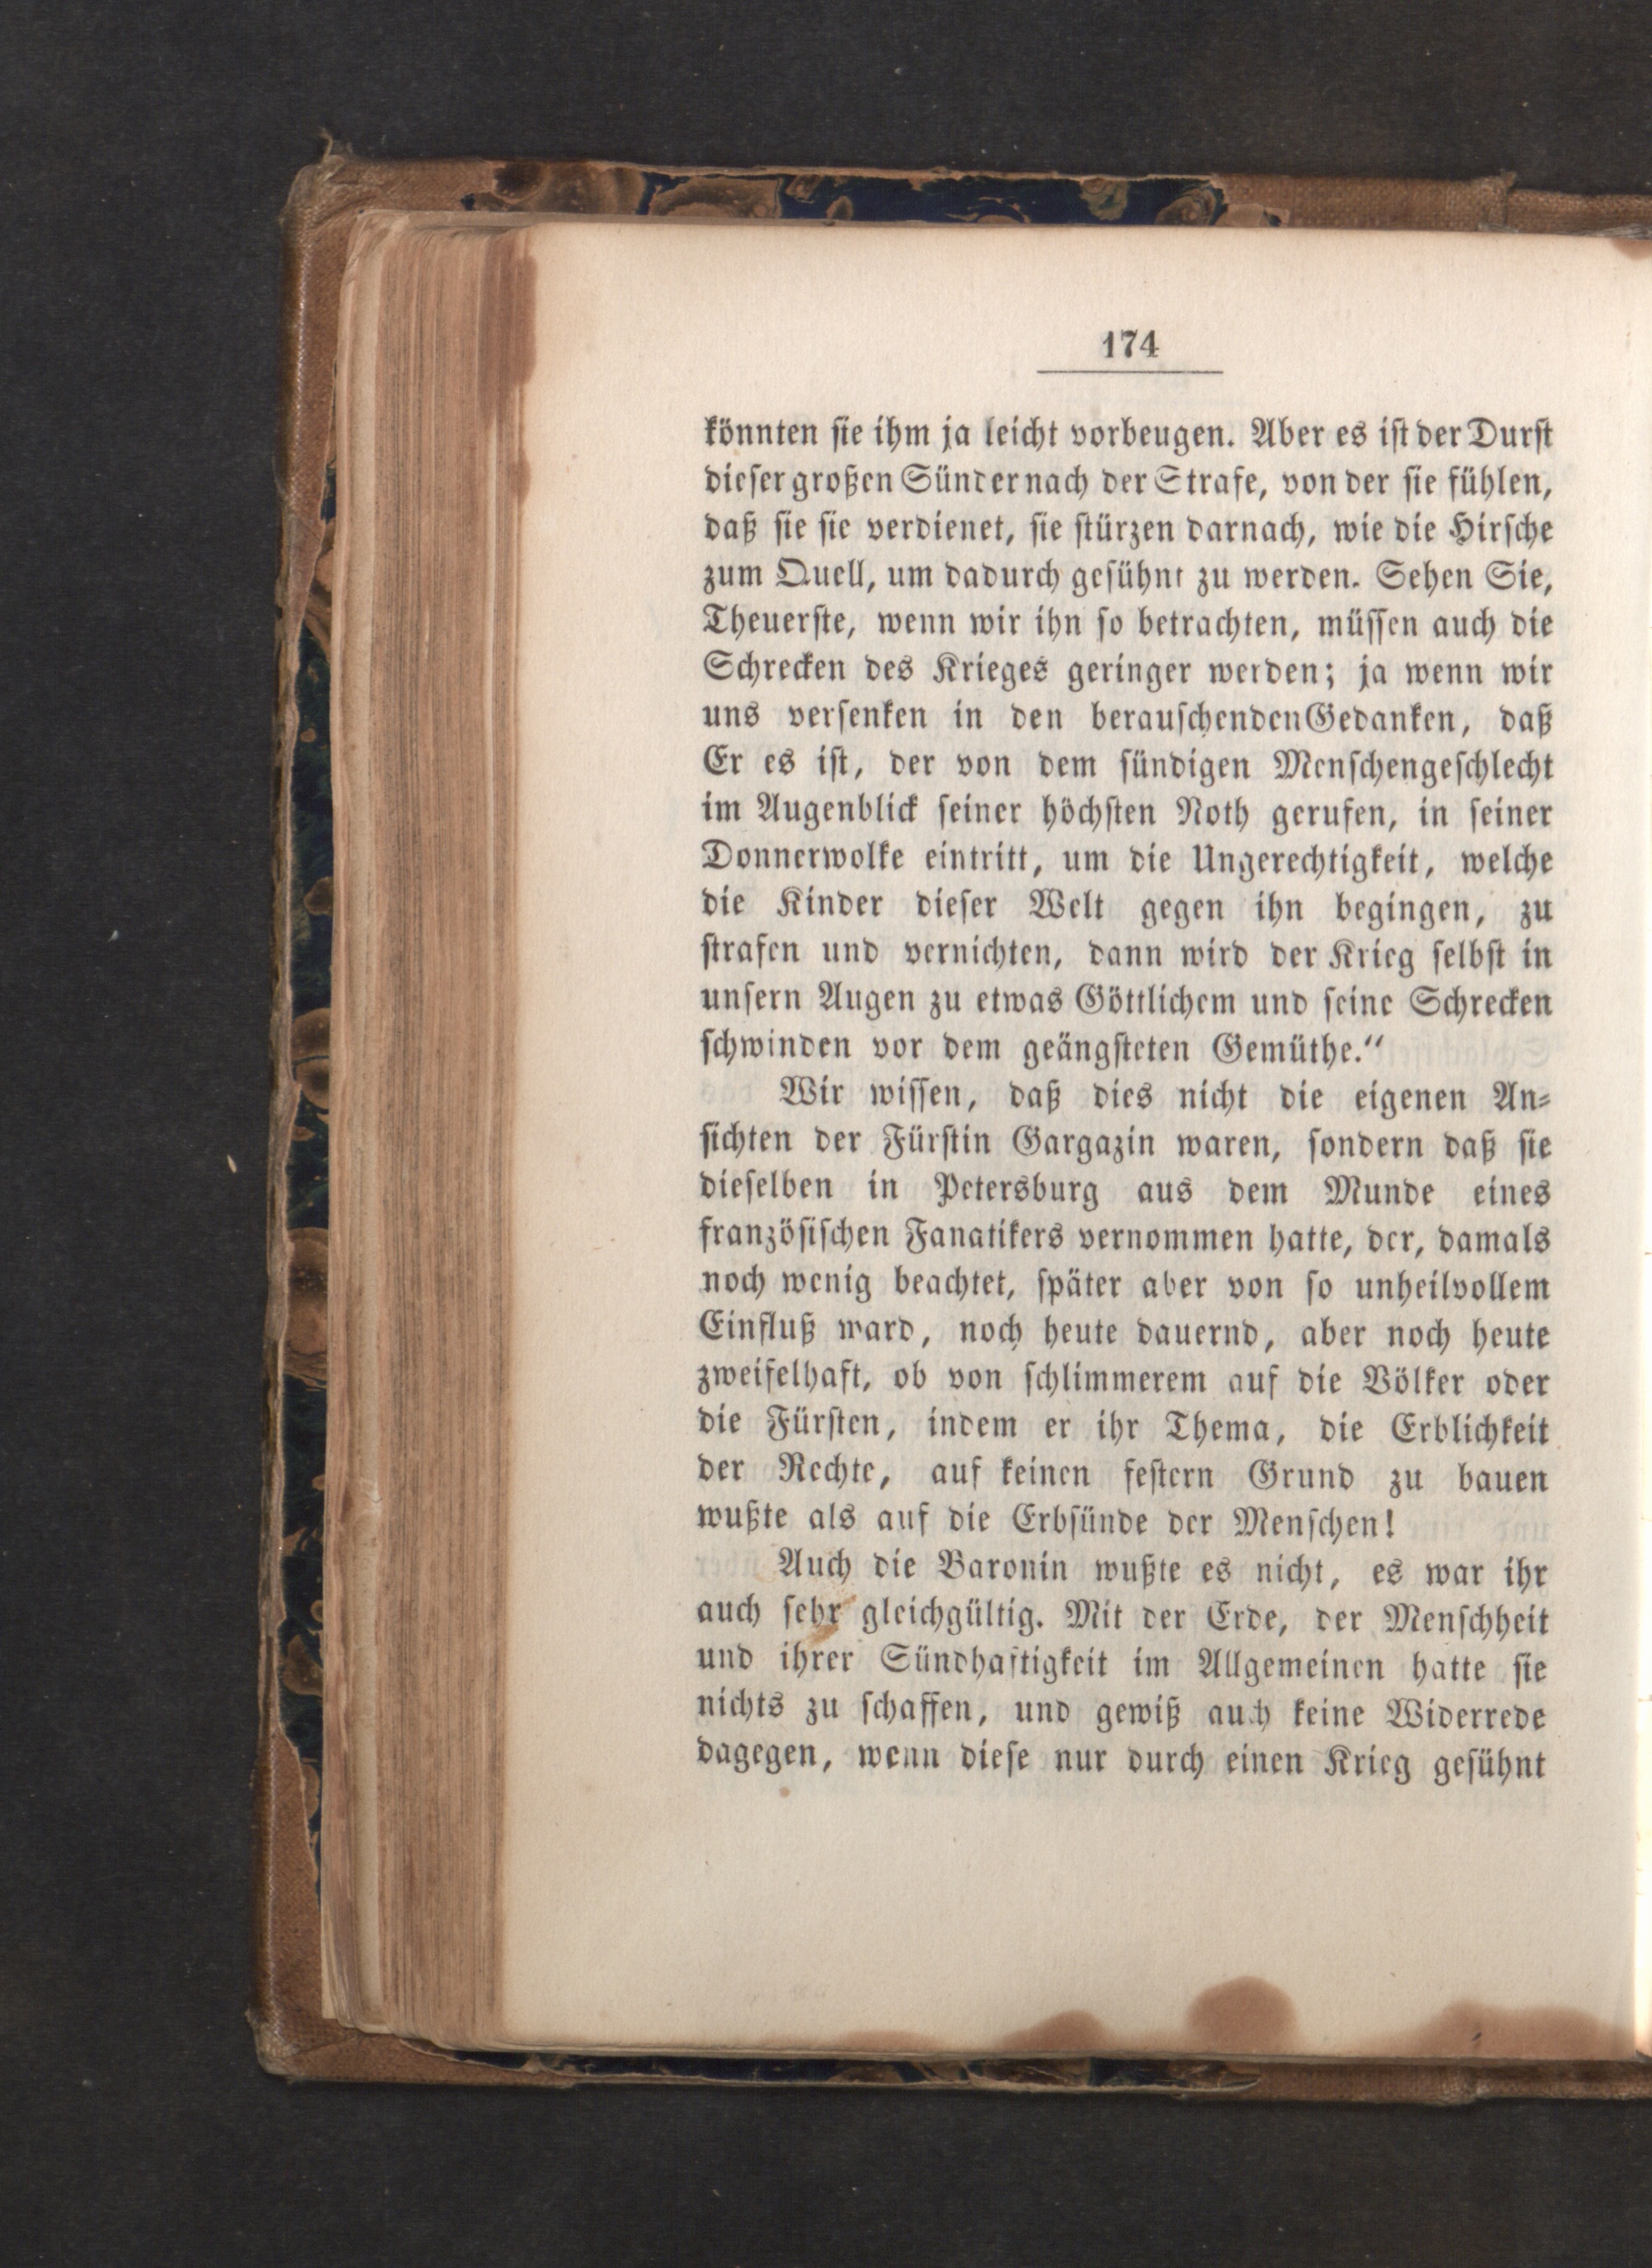 174
könnten ſie ihm ja leicht vorbeugen. Aber es iſt der Durſt
dieſer großen Sünder nach der Strafe, von der ſie fühlen,
daß ſie ſie verdienet, ſie ſtürzen darnach, wie die Hirſche
zum Quell, um dadurch geſühnt zu werden. Sehen Sie,
Theuerſte, wenn wir ihn ſo betrachten, müſſen auch die
Schrecken des Krieges geringer werden; ja wenn wir
uns verſenken in den berauſchenden Gedanken, daß
Er es iſt, der von dem ſündigen Menſchengeſchlecht
im Augenblick ſeiner höchſten Noth gerufen, in ſeiner
Donnerwolke eintritt, um die Ungerechtigkeit, welche
die Kinder dieſer Welt gegen ihn begingen, zu
ſtrafen und vernichten, dann wird der Krieg ſelbſt in
unſern Augen zu etwas Göttlichem und ſeine Schrecken
ſchwinden vor dem geängſteten Gemüthe.“
Wir wiſſen, daß dies nicht die eigenen An⸗
ſichten der Fürſtin Gargazin waren, ſondern daß ſie
dieſelben in Petersburg aus dem Munde eines
franzöſiſchen Fanatikers vernommen hatte, der, damals
noch wenig beachtet, ſpäter aber von ſo unheilvollem
Einfluß ward, noch heute dauernd, aber noch heute
zweifelhaft, ob von ſchlimmerem auf die Völker oder
die Fürſten, indem er ihr Thema, die Erblichkeit
der Rechte, auf keinen feſtern Grund zu bauen
wußte als auf die Erbſünde der Menſchen!
Auch die Baronin wußte es nicht, es war ihr
auch ſehr gleichgültig. Mit der Erde, der Menſchheit
und ihrer Sündhaftigkeit im Allgemeinen hatte ſie
nichts zu ſchaffen, und gewiß auch keine Widerrede
dagegen, wenn dieſe nur durch einen Krieg geſühnt